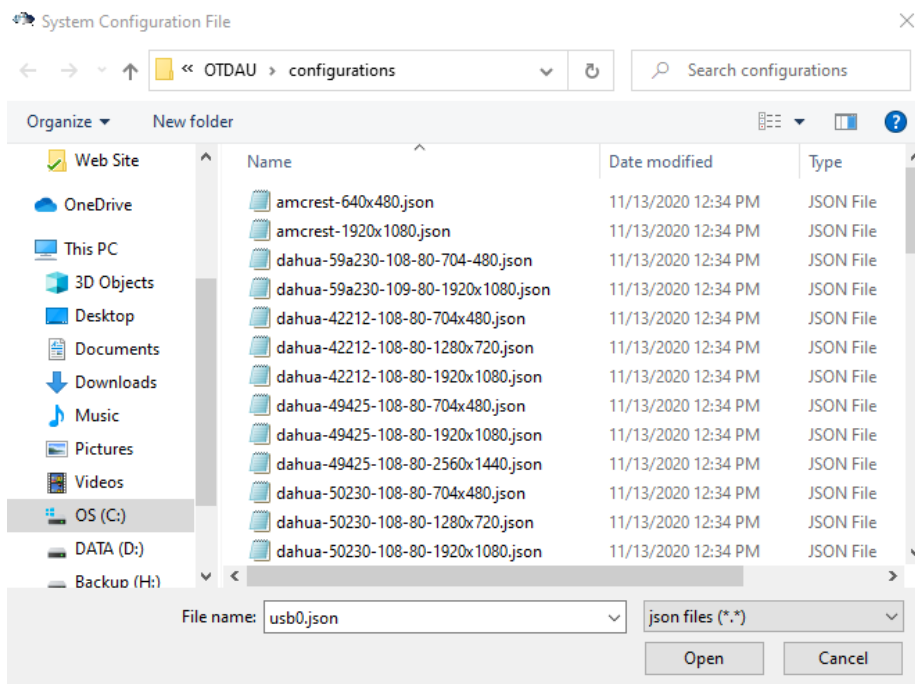 System Configuration File
« OTDAU › configurations
Search configurations
Organize
New folder
Name
Date modified
Type
Web Site
OneDrive
This PC
3D Objects
Desktop
Documents
Downloads
Music
Pictures
Videos
OS (C:)
DATA (D:)
Backup (H:)
amcrest-640x480.json 11/13/2020 12:34 PM JSON File
amcrest-1920x1080.json 11/13/2020 12:34 PM JSON File
dahua-59a230-108-80-704-480.json 11/13/2020 12:34 PM JSON File
dahua-59a230-109-80-1920x1080.json 11/13/2020 12:34 PM JSON File
dahua-42212-108-80-704x480.json 11/13/2020 12:34 PM JSON File
dahua-42212-108-80-1280x720.json 11/13/2020 12:34 PM JSON File
dahua-42212-108-80-1920x1080.json 11/13/2020 12:34 PM JSON File
dahua-49425-108-80-704x480.json 11/13/2020 12:34 PM JSON File
dahua-49425-108-80-1920x1080.json 11/13/2020 12:34 PM JSON File
dahua-49425-108-80-2560x1440.json 11/13/2020 12:34 PM JSON File
dahua-50230-108-80-704x480.json 11/13/2020 12:34 PM JSON File
dahua-50230-108-80-1280x720.json 11/13/2020 12:34 PM JSON File
dahua-50230-108-80-1920x1080.json 11/13/2020 12:34 PM JSON File
File name: usb0.json
json files (*.*)
Open
Cancel